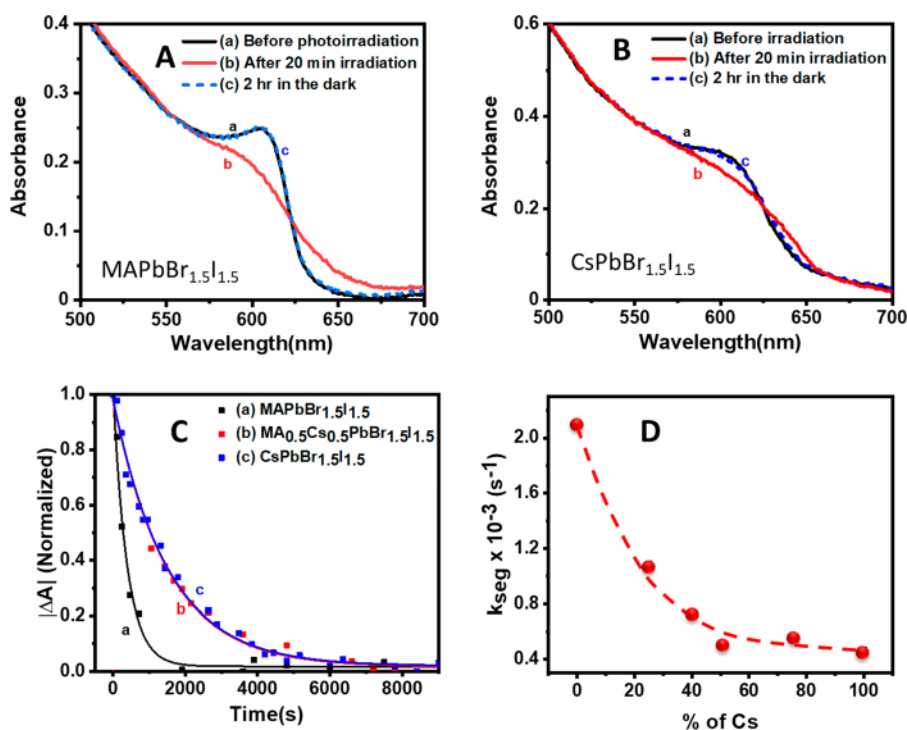 A
(a) Before photoirradiation
(b) After 20 min irradiation
(c) 2 hr in the dark
a
b
c
MAPbBr1.5I1.5
Absorbance
0.4
0.3
0.2
0.1
0
500 550 600 650 700
Wavelength(nm)
B
(a) Before irradiation
(b) After 20 min irradiation
(c) 2 hr in the dark
a
b
c
CsPbBr1.5I1.5
Absorbance
0.6
0.4
0.2
0
500 550 600 650 700
Wavelength(nm)
C
(a) MAPbBr1.5I1.5
(b) MA0.5Cs0.5PbBr1.5I1.5
(c) CsPbBr1.5I1.5
a
b
c
|ΔA| (Normalized)
1.0
0.8
0.6
0.4
0.2
0.0
0 2000 4000 6000 8000
Time(s)
D
kseg x 10-3 (s-1)
2.0
1.6
1.2
0.8
0.4
0 20 40 60 80 100
% of Cs